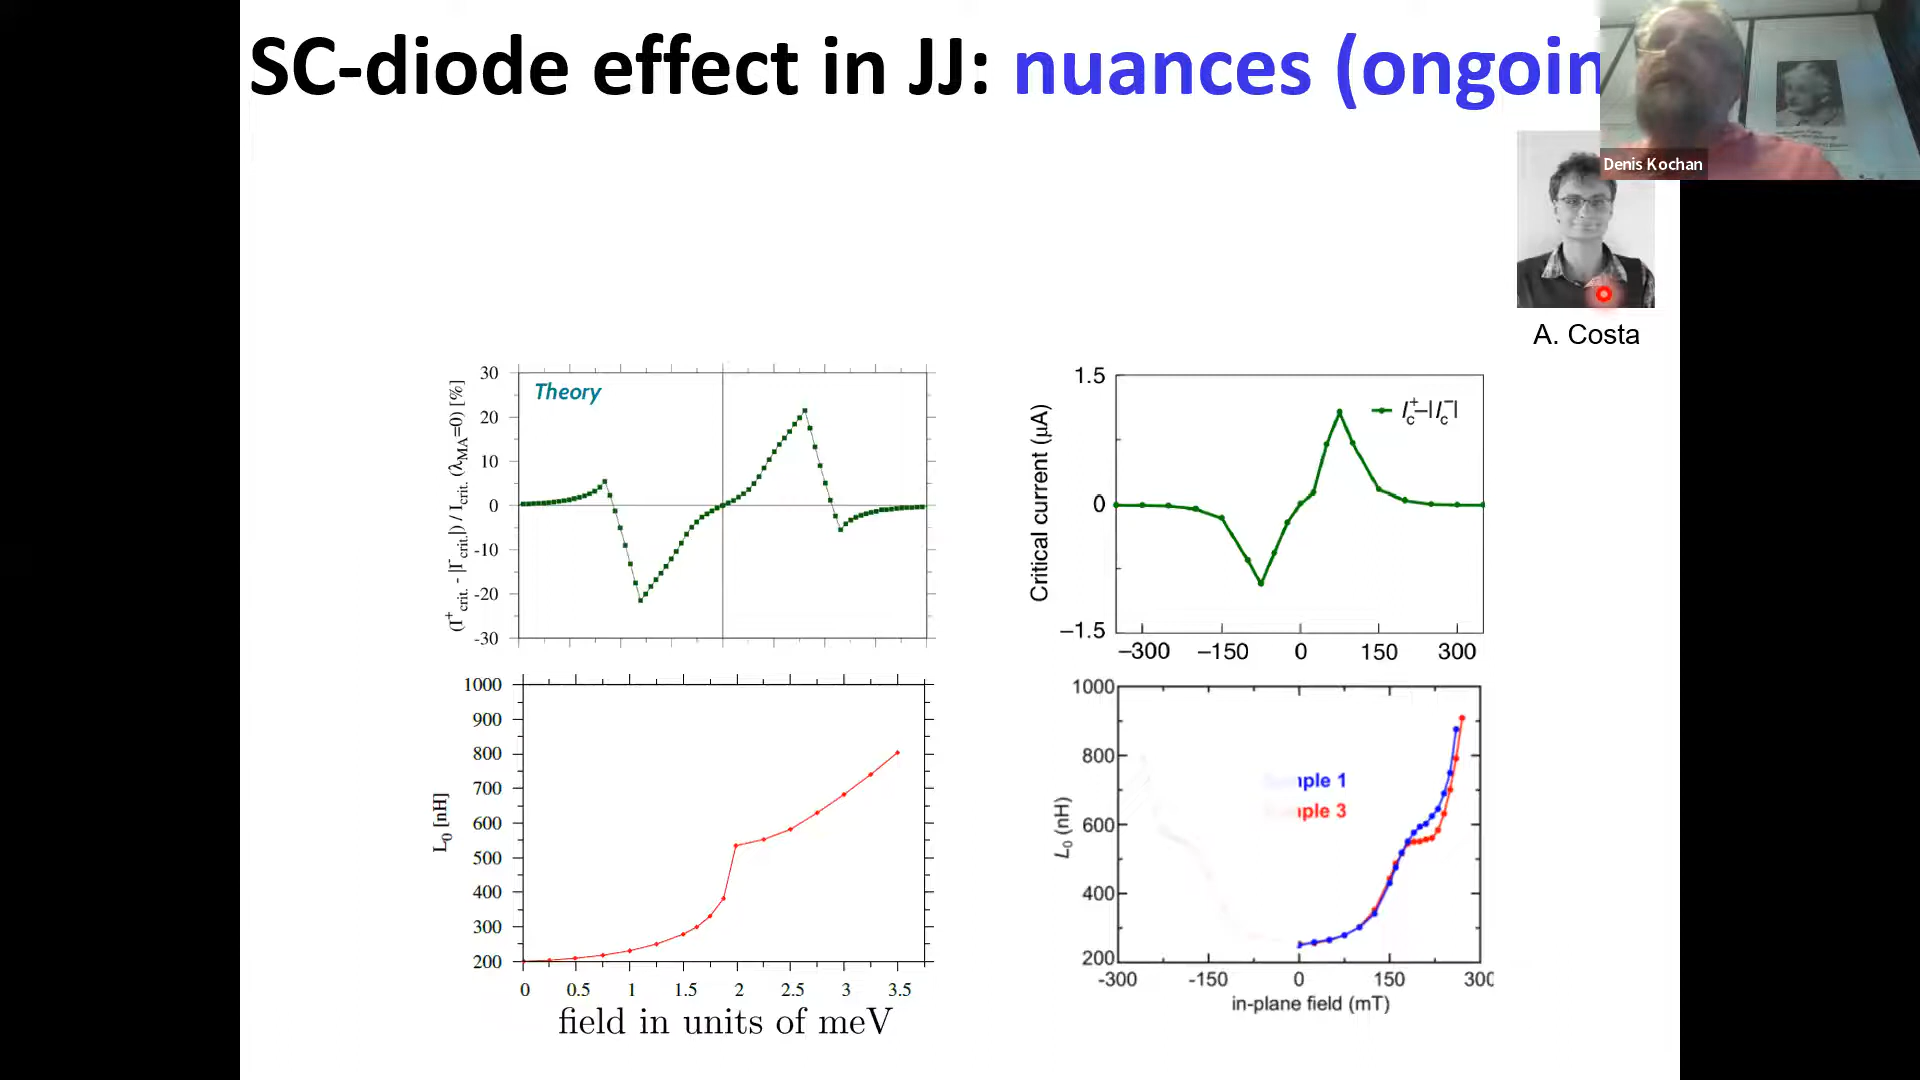 SC-diode effect in JJ: nuances (ongoin
Denis Kochan
A. Costa
Theory
(I⁺crit. - |I⁻crit.|) / Icrit. (λMA=0) [%]
30
20
10
0
-10
-20
-30
Critical current (μA)
1.5
0
–1.5
Ic⁺–|Ic⁻|
–300 –150 0 150 300
L₀ [nH]
1000
900
800
700
600
500
400
300
200
0 0.5 1 1.5 2 2.5 3 3.5
field in units of meV
L₀ (nH)
1000
800
600
400
200
mple 1
mple 3
-300 -150 0 150 300
in-plane field (mT)